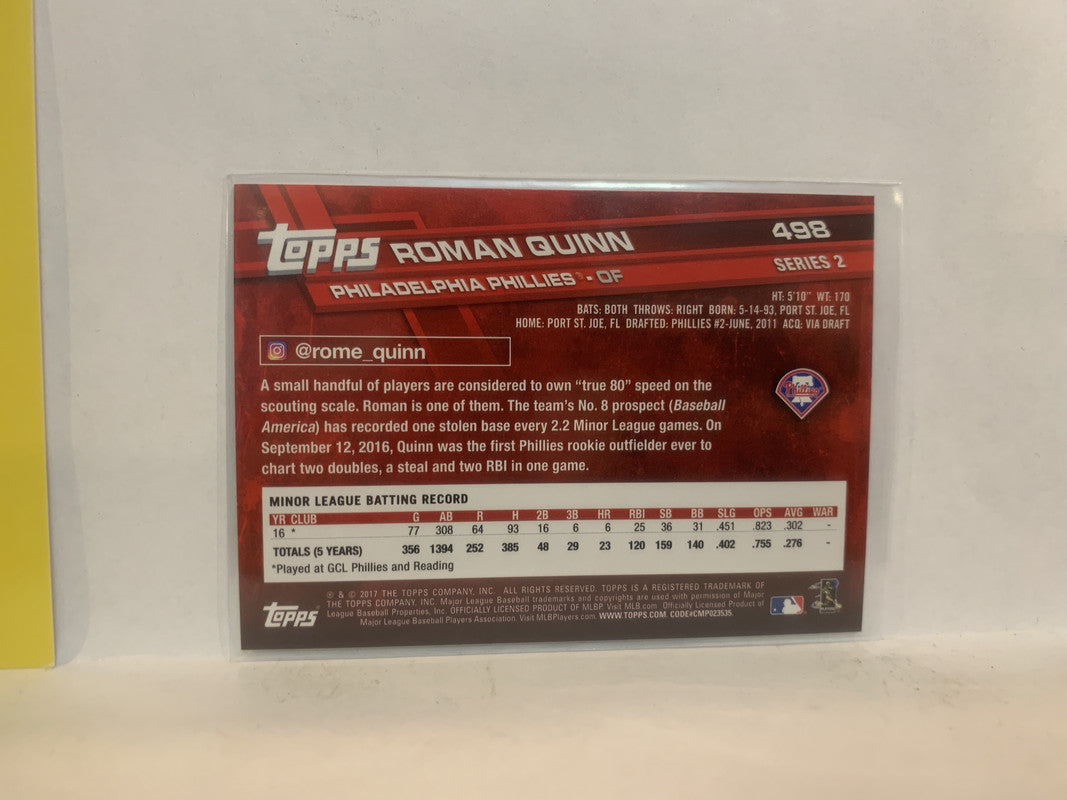 topps ROMAN QUINN 498
PHILADELPHIA PHILLIES® - OF SERIES 2
HT: 5'10" WT: 170
BATS: BOTH THROWS: RIGHT BORN: 5-14-93, PORT ST. JOE, FL
HOME: PORT ST. JOE, FL DRAFTED: PHILLIES #2-JUNE, 2011 ACQ: VIA DRAFT
@rome_quinn
A small handful of players are considered to own “true 80” speed on the
scouting scale. Roman is one of them. The team’s No. 8 prospect (Baseball
America) has recorded one stolen base every 2.2 Minor League games. On
September 12, 2016, Quinn was the first Phillies rookie outfielder ever to
chart two doubles, a steal and two RBI in one game.
Phillies
MINOR LEAGUE BATTING RECORD
YR CLUB G AB R H 2B 3B HR RBI SB BB SLG OPS AVG WAR
16 * 77 308 64 93 16 6 6 25 36 31 .451 .823 .302 -
TOTALS (5 YEARS) 356 1394 252 385 48 29 23 120 159 140 .402 .755 .276 -
*Played at GCL Phillies and Reading
topps
® & © 2017 THE TOPPS COMPANY, INC. ALL RIGHTS RESERVED. TOPPS IS A REGISTERED TRADEMARK OF
THE TOPPS COMPANY, INC. Major League Baseball trademarks and copyrights are used with permission of Major
League Baseball Properties, Inc. OFFICIALLY LICENSED PRODUCT OF MLBP Visit MLB.com Officially Licensed Product of
Major League Baseball Players Association. Visit MLBPlayers.com. WWW.TOPPS.COM. CODE#CMP023535.